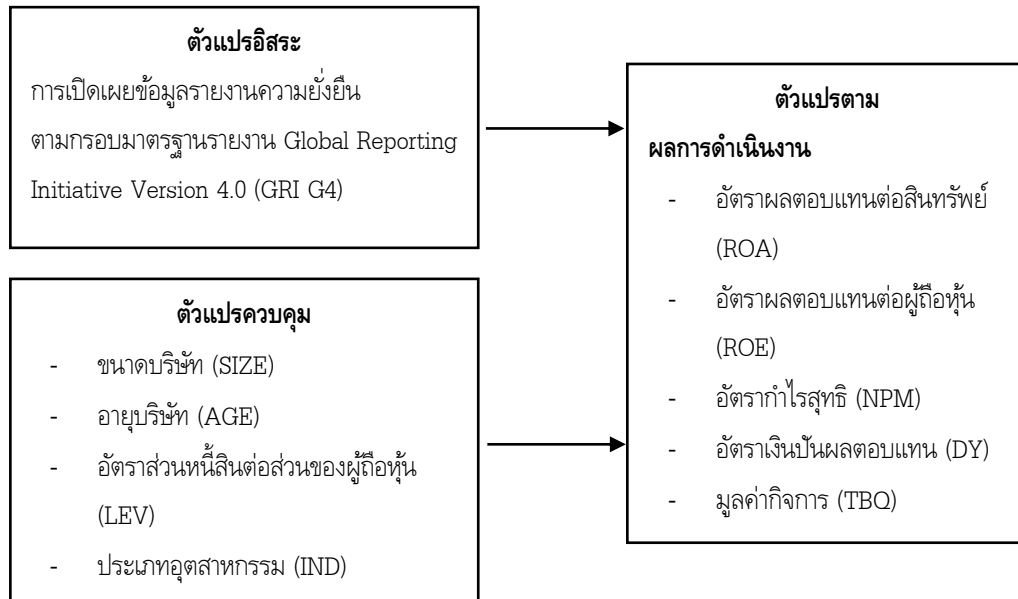 ตัวแปรอิสระ
การเปิดเผยข้อมูลรายงานความยั่งยืน
ตามกรอบมาตรฐานรายงาน Global Reporting
Initiative Version 4.0 (GRI G4)
ตัวแปรควบคุม
- ขนาดบริษัท (SIZE)
- อายุบริษัท (AGE)
- อัตราส่วนหนี้สินต่อส่วนของผู้ถือหุ้น
(LEV)
- ประเภทอุตสาหกรรม (IND)
ตัวแปรตาม
ผลการดำเนินงาน
- อัตราผลตอบแทนต่อสินทรัพย์
(ROA)
- อัตราผลตอบแทนต่อผู้ถือหุ้น
(ROE)
- อัตรากำไรสุทธิ (NPM)
- อัตราเงินปันผลตอบแทน (DY)
- มูลค่ากิจการ (TBQ)